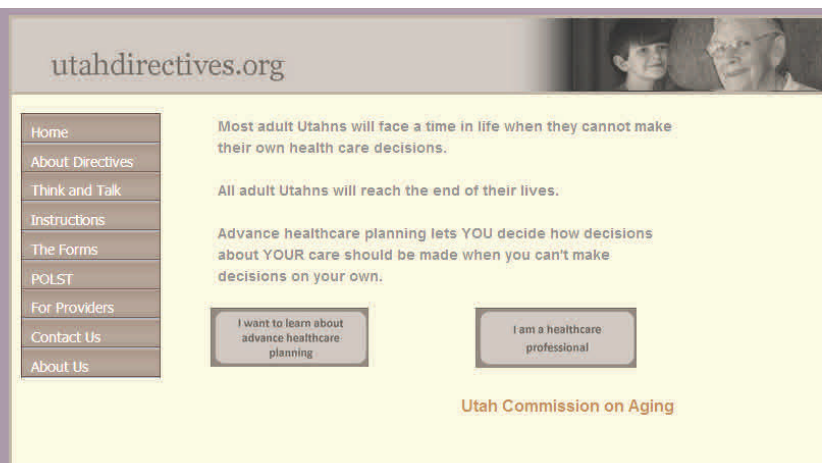 utahdirectives.org
Home
About Directives
Think and Talk
Instructions
The Forms
POLST
For Providers
Contact Us
About Us
Most adult Utahns will face a time in life when they cannot make
their own health care decisions.
All adult Utahns will reach the end of their lives.
Advance healthcare planning lets YOU decide how decisions
about YOUR care should be made when you can't make
decisions on your own.
I want to learn about
advance healthcare
planning
I am a healthcare
professional
Utah Commission on Aging